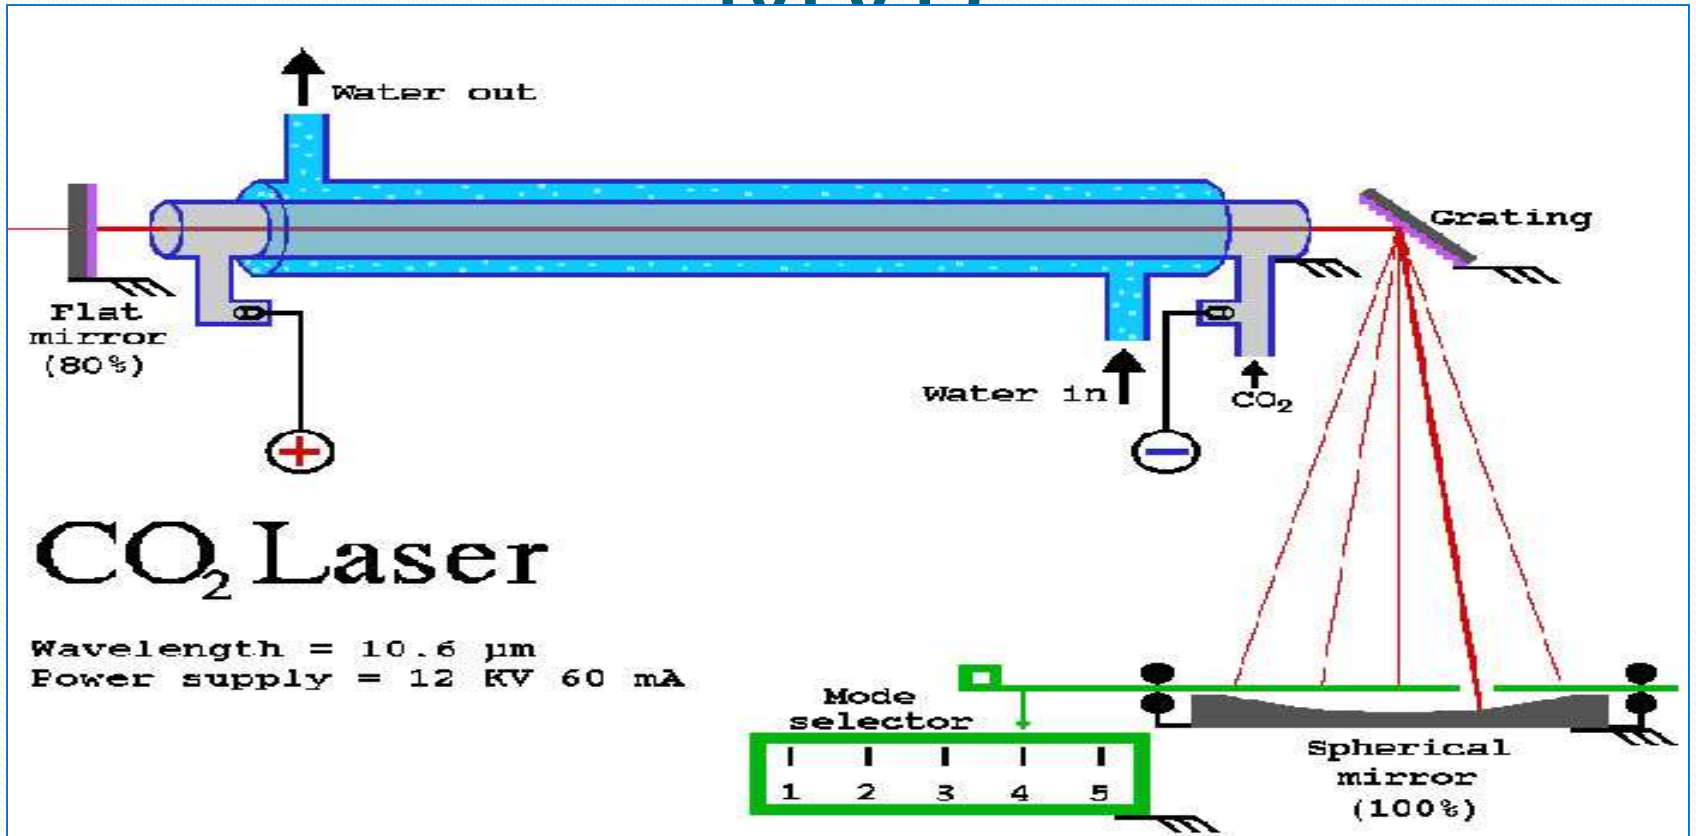 Water out
Grating
Flat
mirror
(80%)
Water in
CO₂
+
−
CO₂ Laser
Wavelength = 10.6 µm
Power supply = 12 KV 60 mA
Mode
selector
1 2 3 4 5
Spherical
mirror
(100%)